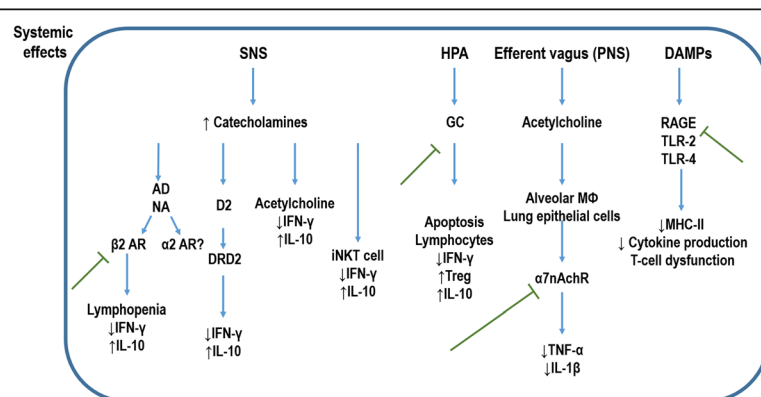 Systemic
effects
SNS
↑ Catecholamines
AD
NA
β2 AR
α2 AR?
Lymphopenia
↓IFN-γ
↑IL-10
D2
DRD2
↓IFN-γ
↑IL-10
Acetylcholine
↓IFN-γ
↑IL-10
iNKT cell
↓IFN-γ
↑IL-10
HPA
GC
Apoptosis
Lymphocytes
↓IFN-γ
↑Treg
↑IL-10
Efferent vagus (PNS)
Acetylcholine
Alveolar MΦ
Lung epithelial cells
α7nAchR
↓TNF-α
↓IL-1β
DAMPs
RAGE
TLR-2
TLR-4
↓MHC-II
↓ Cytokine production
T-cell dysfunction